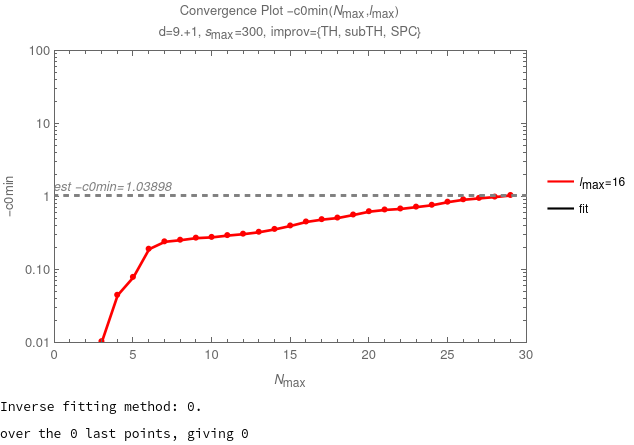 Convergence Plot −c0min(Nmax,lmax)
d=9.+1, smax=300, improv={TH, subTH, SPC}
100
10
1
0.10
0.01
−c0min
est −c0min=1.03898
0 5 10 15 20 25 30
Nmax
lmax=16
fit
Inverse fitting method: 0.
over the 0 last points, giving 0